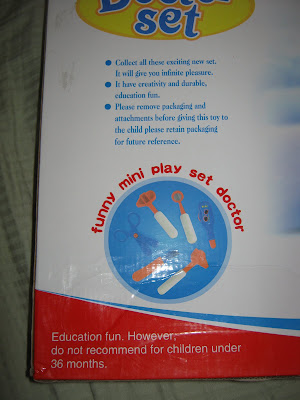 Doctor
set
• Collect all these exciting new set.
It will give you infinite pleasure.
• It have creativity and durable,
education fun.
• Please remove packaging and
attachments before giving this toy to
the child please retain packaging
for future reference.
funny mini play set doctor
Education fun. However,
do not recommend for children under
36 months.